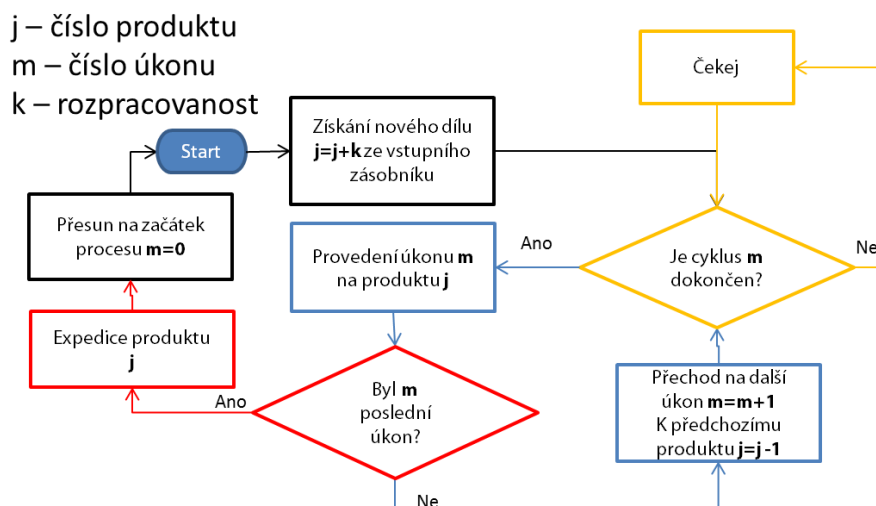 j – číslo produktu
m – číslo úkonu
k – rozpracovanost
Start
Získání nového dílu
j=j+k ze vstupního
zásobníku
Čekej
Přesun na začátek
procesu m=0
Provedení úkonu m
na produktu j
Ano
Je cyklus m
dokončen?
Ne
Expedice produktu
j
Byl m
poslední
úkon?
Ano
Ne
Přechod na další
úkon m=m+1
K předchozímu
produktu j=j-1